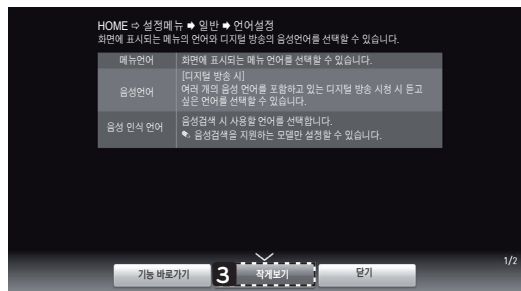 HOME ⇨ 설정메뉴 ➡ 일반 ➡ 언어설정
화면에 표시되는 메뉴의 언어와 디지털 방송의 음성언어를 선택할 수 있습니다.
메뉴언어 화면에 표시되는 메뉴 언어를 선택할 수 있습니다.
[디지털 방송 시]
음성언어 여러 개의 음성 언어를 포함하고 있는 디지털 방송 시청 시 듣고
싶은 언어를 선택할 수 있습니다.
음성 인식 언어 음성검색 시 사용할 언어를 선택합니다.
음성검색을 지원하는 모델만 설정할 수 있습니다.
1/2
기능 바로가기 3 작게보기 닫기